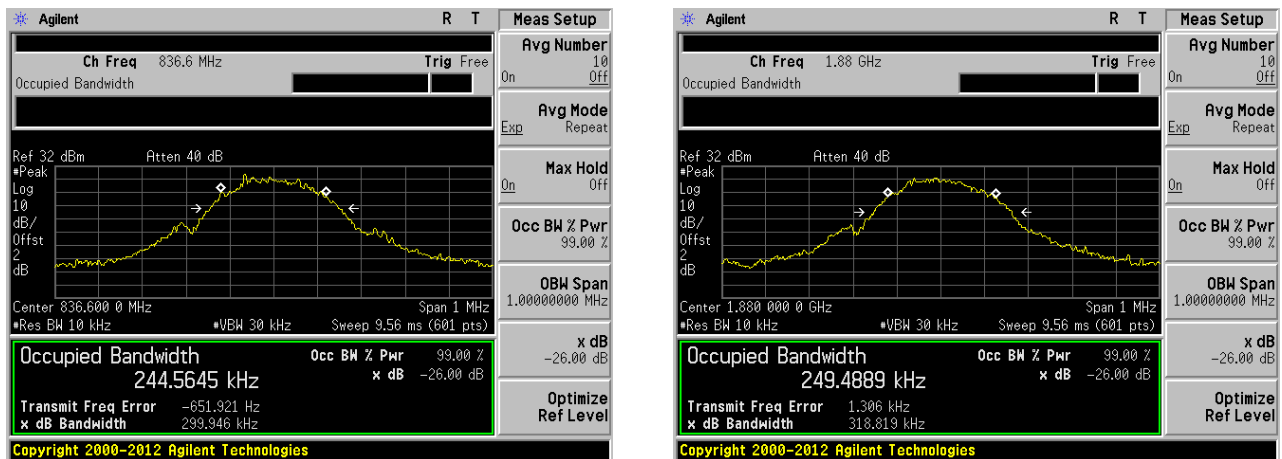 Agilent R T Meas Setup
Ch Freq 836.6 MHz Trig Free
Occupied Bandwidth
Avg Number
10
On Off
Avg Mode
Exp Repeat
Max Hold
On Off
Occ BW % Pwr
99.00 %
OBW Span
1.00000000 MHz
x dB
-26.00 dB
Optimize
Ref Level
Ref 32 dBm Atten 40 dB
#Peak
Log
10
dB/
Offst
2
dB
Center 836.600 0 MHz Span 1 MHz
#Res BW 10 kHz #VBW 30 kHz Sweep 9.56 ms (601 pts)
Occupied Bandwidth Occ BW % Pwr 99.00 %
244.5645 kHz x dB -26.00 dB
Transmit Freq Error -651.921 Hz
x dB Bandwidth 299.946 kHz
Copyright 2000-2012 Agilent Technologies
Agilent R T Meas Setup
Ch Freq 1.88 GHz Trig Free
Occupied Bandwidth
Avg Number
10
On Off
Avg Mode
Exp Repeat
Max Hold
On Off
Occ BW % Pwr
99.00 %
OBW Span
1.00000000 MHz
x dB
-26.00 dB
Optimize
Ref Level
Ref 32 dBm Atten 40 dB
#Peak
Log
10
dB/
Offst
2
dB
Center 1.880 000 0 GHz Span 1 MHz
#Res BW 10 kHz #VBW 30 kHz Sweep 9.56 ms (601 pts)
Occupied Bandwidth Occ BW % Pwr 99.00 %
249.4889 kHz x dB -26.00 dB
Transmit Freq Error 1.306 kHz
x dB Bandwidth 318.819 kHz
Copyright 2000-2012 Agilent Technologies